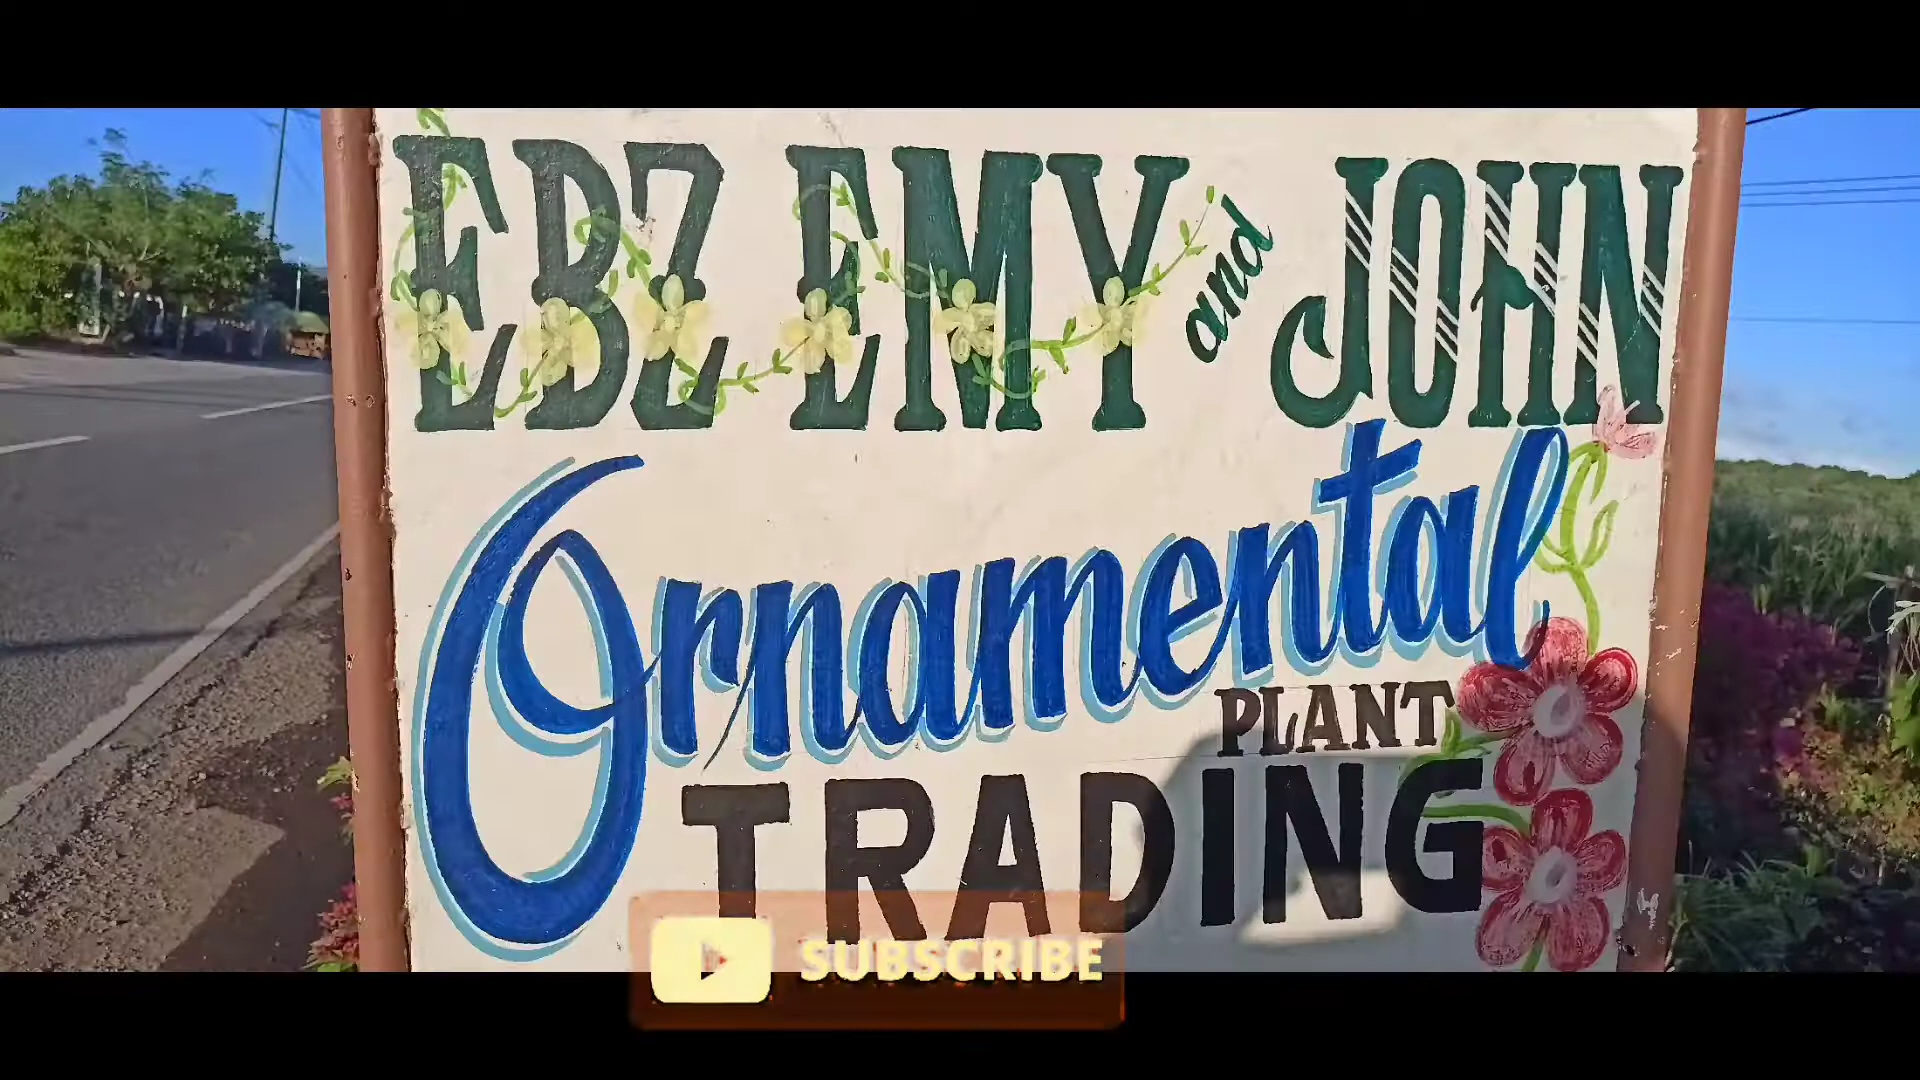 EBZ EMY and JOHN
Ornamental
PLANT
TRADING
SUBSCRIBE